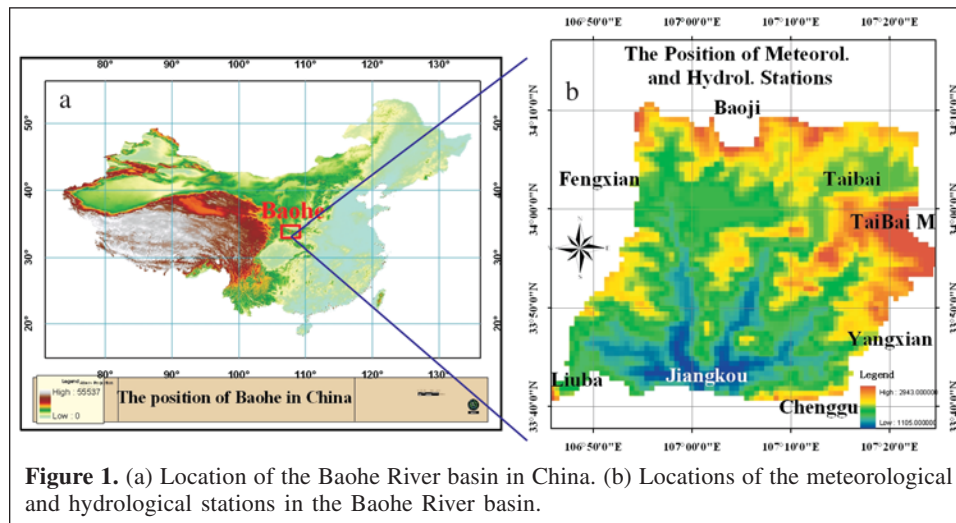 80° 90° 100° 110° 120° 130°
a
50° 50°
40° 40°
30° 30°
20° 20°
Baohe
80° 90° 100° 110° 120° 130°
Legend
High : 55537
Low : 0
The position of Baohe in China
106°50'0"E 107°0'0"E 107°10'0"E 107°20'0"E
The Position of Meteorol.
and Hydrol. Stations
b
34°10'0"N
34°0'0"N
33°50'0"N
33°40'0"N
Baoji
Fengxian
Taibai
TaiBai M
Yangxian
Liuba
Jiangkou
Chenggu
Legend
High : 2943.000000
Low : 1105.000000
106°50'0"E 107°0'0"E 107°10'0"E 107°20'0"E
Figure 1. (a) Location of the Baohe River basin in China. (b) Locations of the meteorological
and hydrological stations in the Baohe River basin.